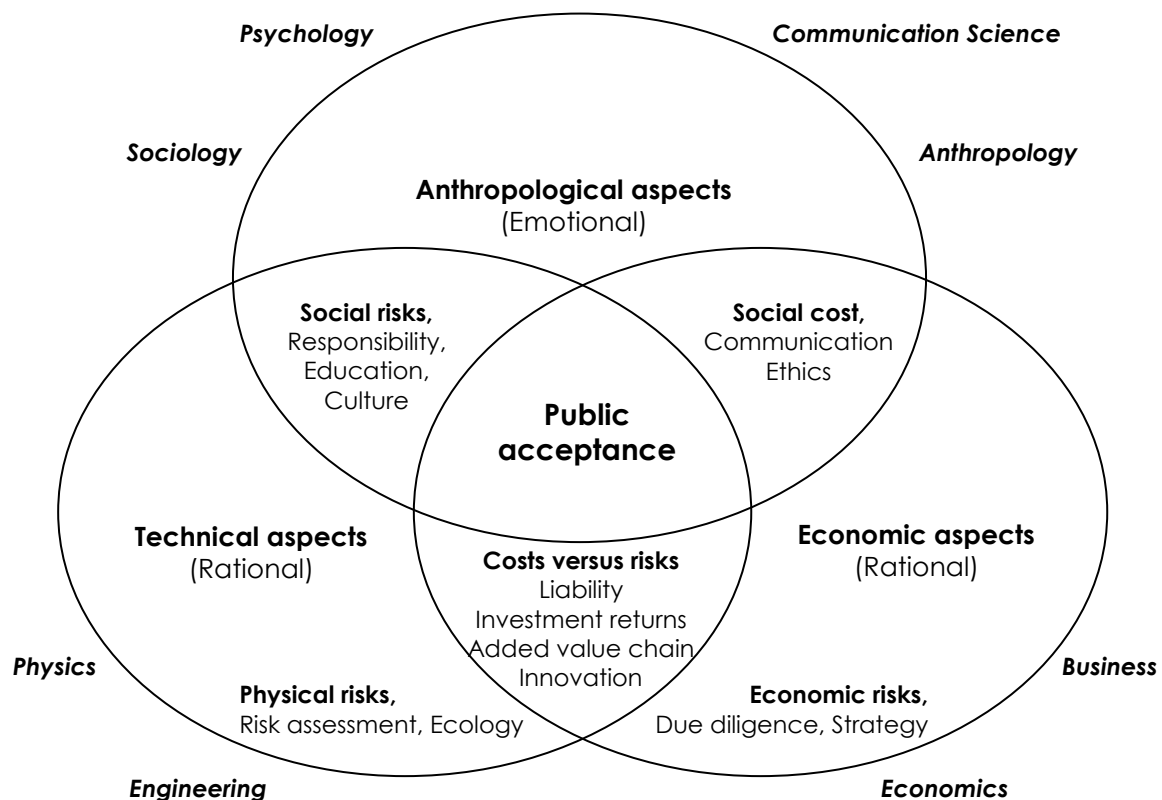 Psychology
Communication Science
Sociology
Anthropology
Anthropological aspects
(Emotional)
Social risks,
Responsibility,
Education,
Culture
Social cost,
Communication
Ethics
Public
acceptance
Technical aspects
(Rational)
Economic aspects
(Rational)
Costs versus risks
Liability
Investment returns
Added value chain
Innovation
Physics
Business
Physical risks,
Risk assessment, Ecology
Economic risks,
Due diligence, Strategy
Engineering
Economics